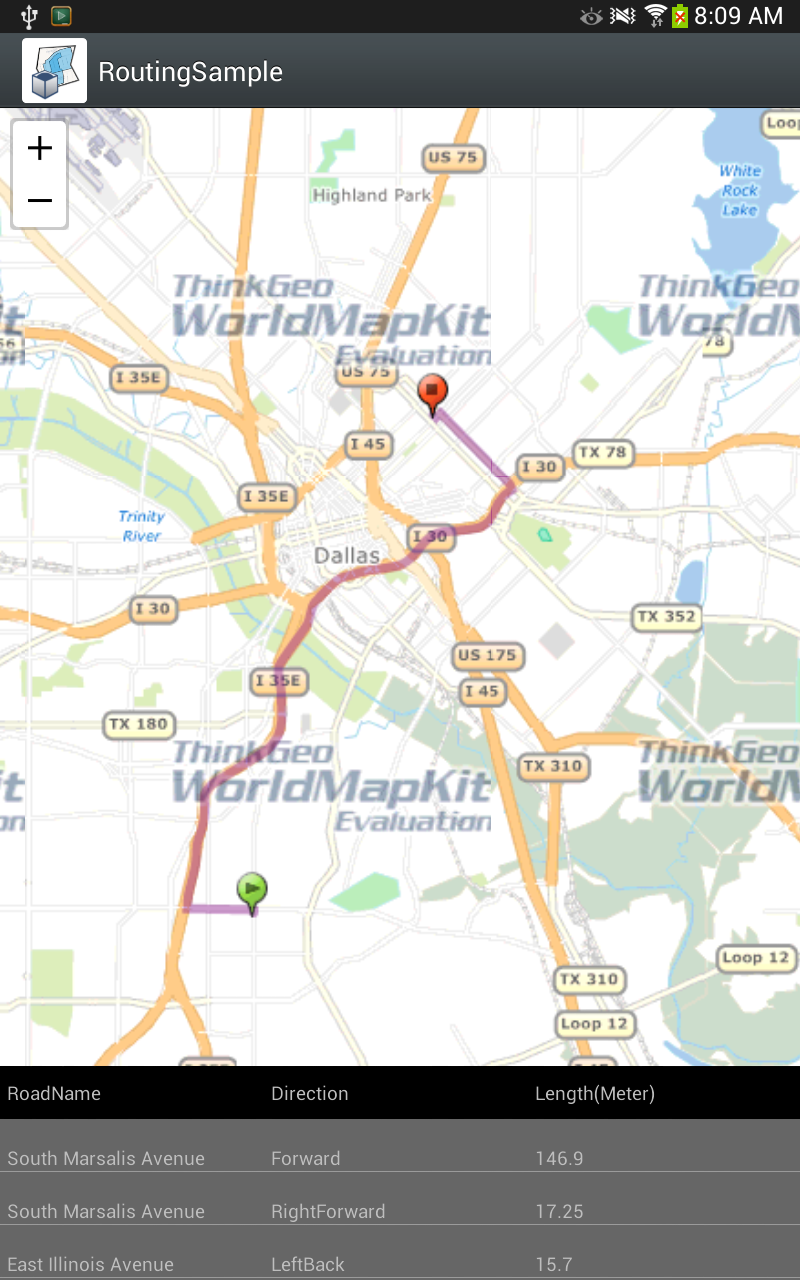 8:09 AM
RoutingSample
+
−
Loop
US 75
Highland Park
White
Rock
Lake
ThinkGeo
WorldMapKit
Evaluation
ThinkGeo
78
US 75
I 35E
I 45
I 30
TX 78
I 35E
Trinity
River
I 30
Dallas
I 30
TX 352
US 175
I 35E
I 45
TX 180
ThinkGeo
WorldMapKit
Evaluation
ThinkGeo
TX 310
Loop 12
TX 310
Loop 12
RoadName Direction Length(Meter)
South Marsalis Avenue Forward 146.9
South Marsalis Avenue RightForward 17.25
East Illinois Avenue LeftBack 15.7